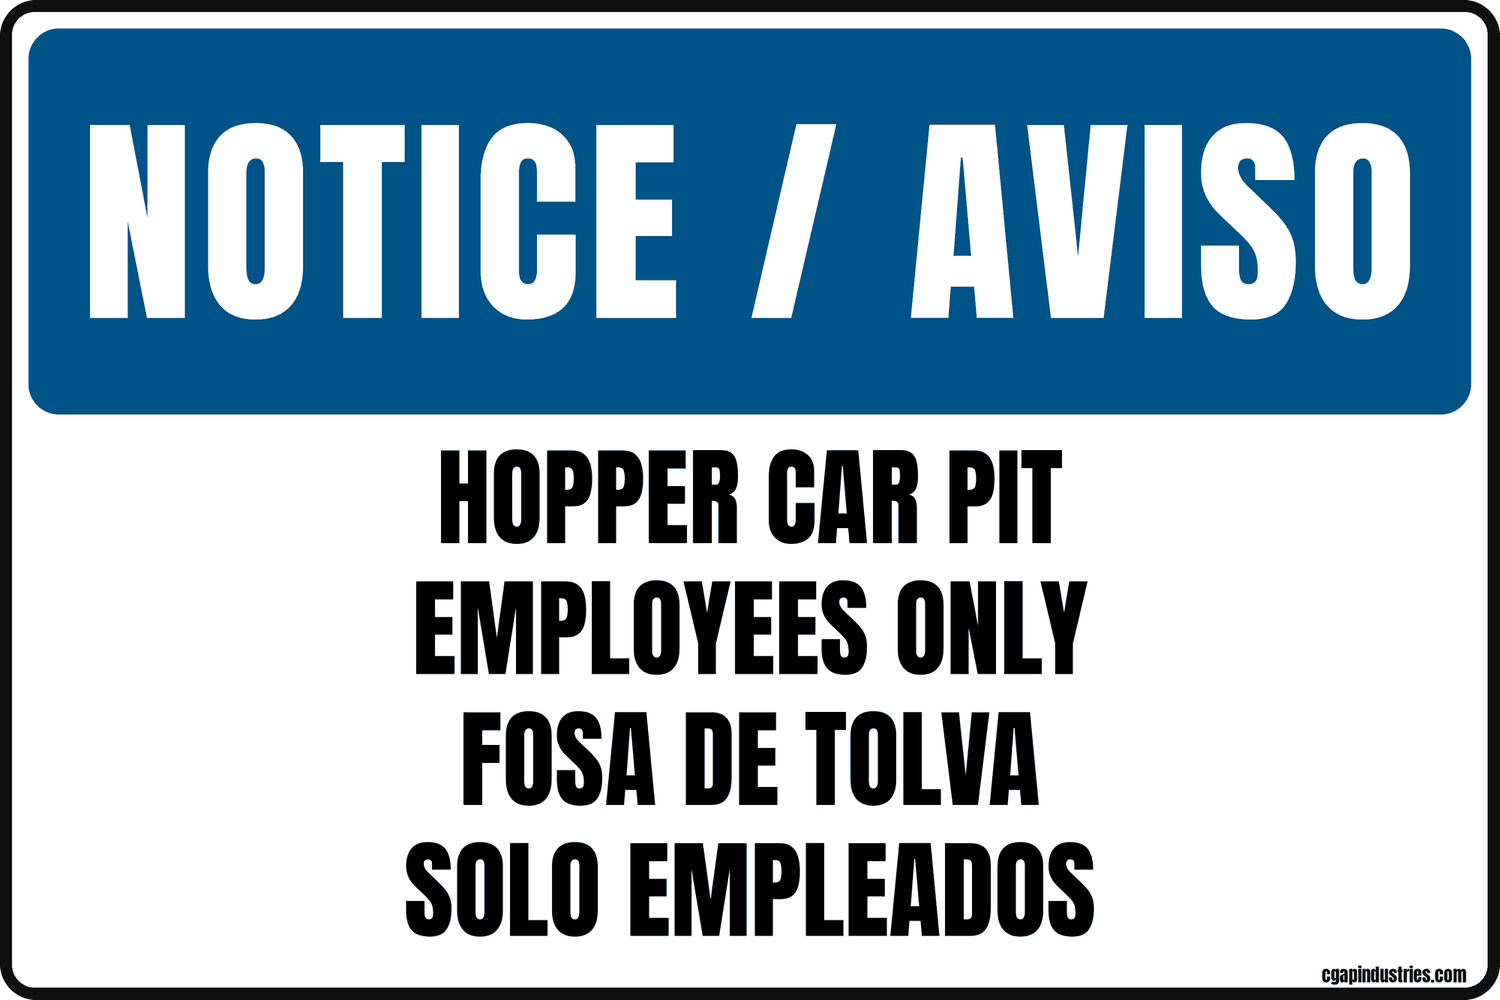 NOTICE / AVISO
HOPPER CAR PIT
EMPLOYEES ONLY
FOSA DE TOLVA
SOLO EMPLEADOS
cgapindustries.com